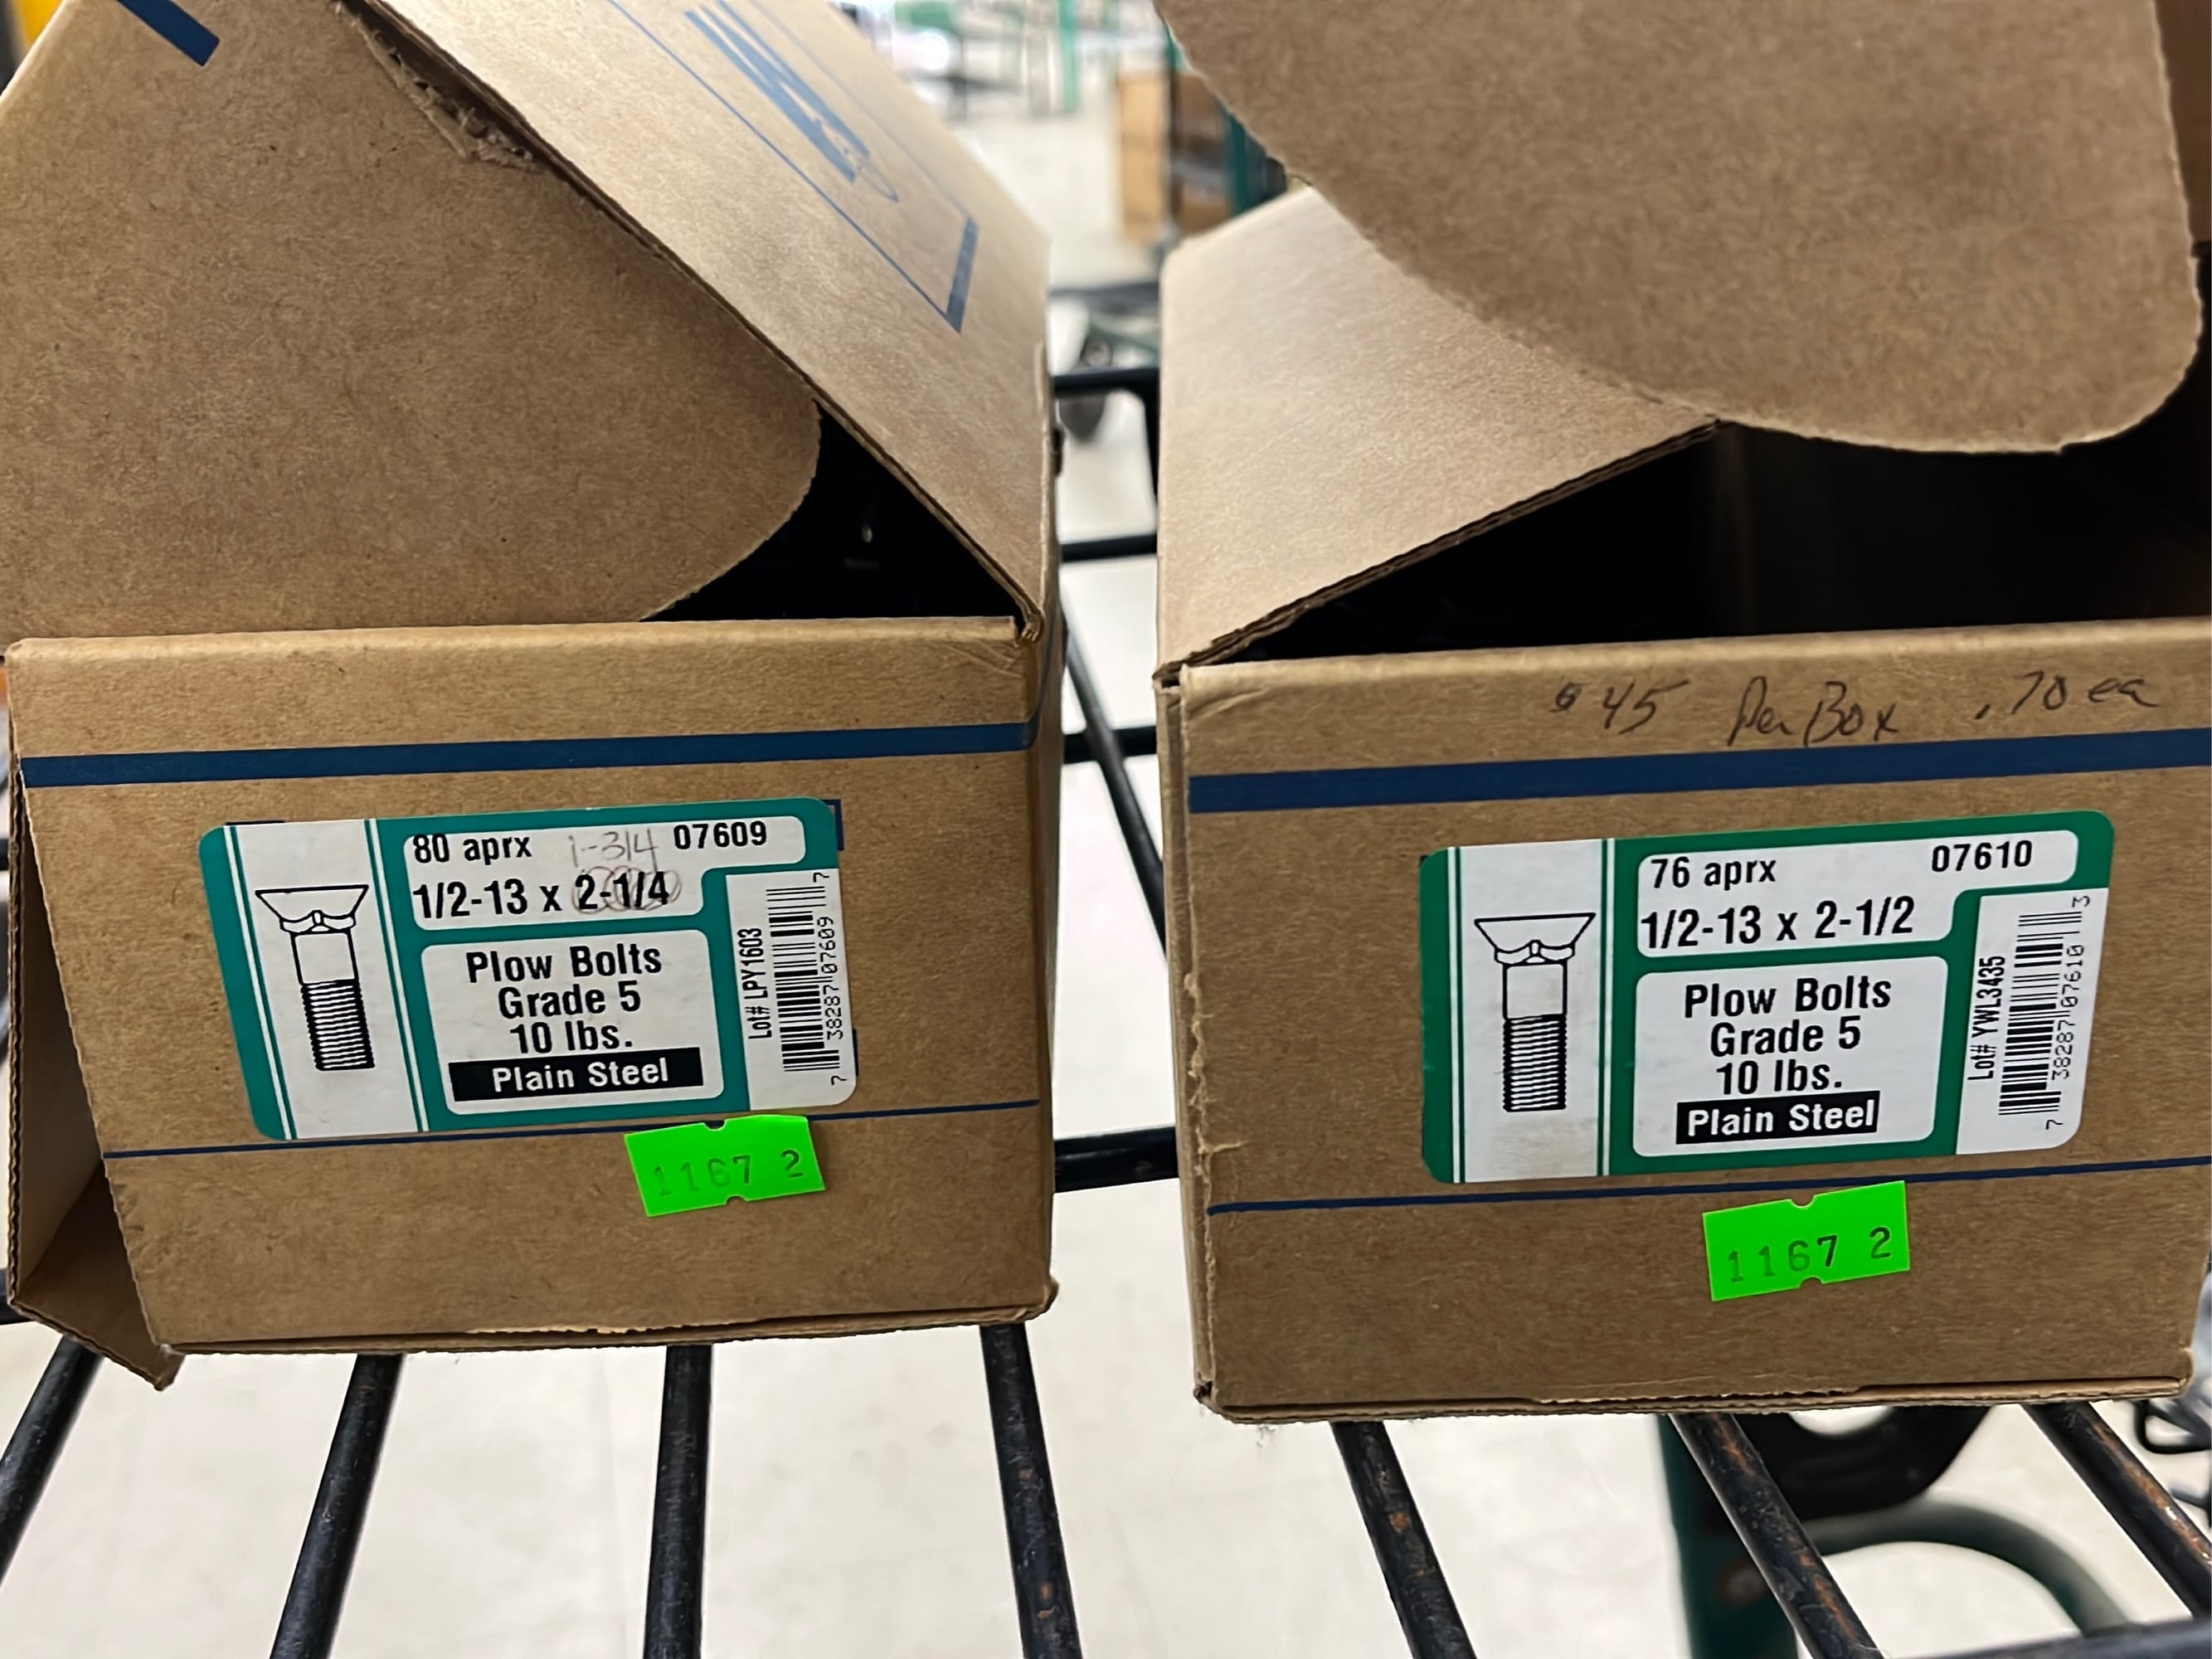 80 aprx 1-3/4 07609
1/2-13 x 2-1/4
Plow Bolts
Grade 5
10 lbs.
Plain Steel
Lot# LPY1603
7 38287 07609 7
1167 2
$45 Per Box .70 ea
76 aprx 07610
1/2-13 x 2-1/2
Plow Bolts
Grade 5
10 lbs.
Plain Steel
Lot# YWL3435
7 38287 07610 3
1167 2